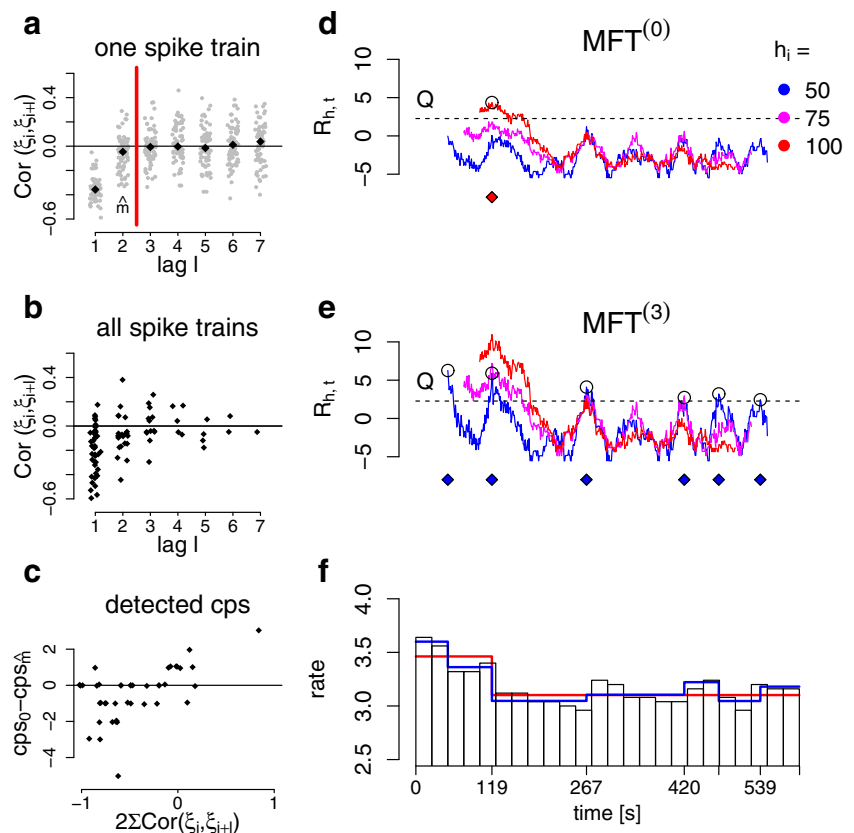 a
one spike train
Cor (ξi,ξi+l)
0.4
0.0
−0.6
m̂
1 2 3 4 5 6 7
lag l
b
all spike trains
Cor (ξi,ξi+l)
0.4
0.0
−0.6
1 2 3 4 5 6 7
lag l
c
detected cps
cps0−cpsm̂
2
0
−2
−4
−1 0 1
2ΣCor(ξi,ξi+l)
d
MFT(0)
hi =
50
75
100
Q
Rh,t
10
5
0
−5
e
MFT(3)
Q
Rh,t
10
5
0
−5
f
rate
4.0
3.5
3.0
2.5
0 119 267 420 539
time [s]